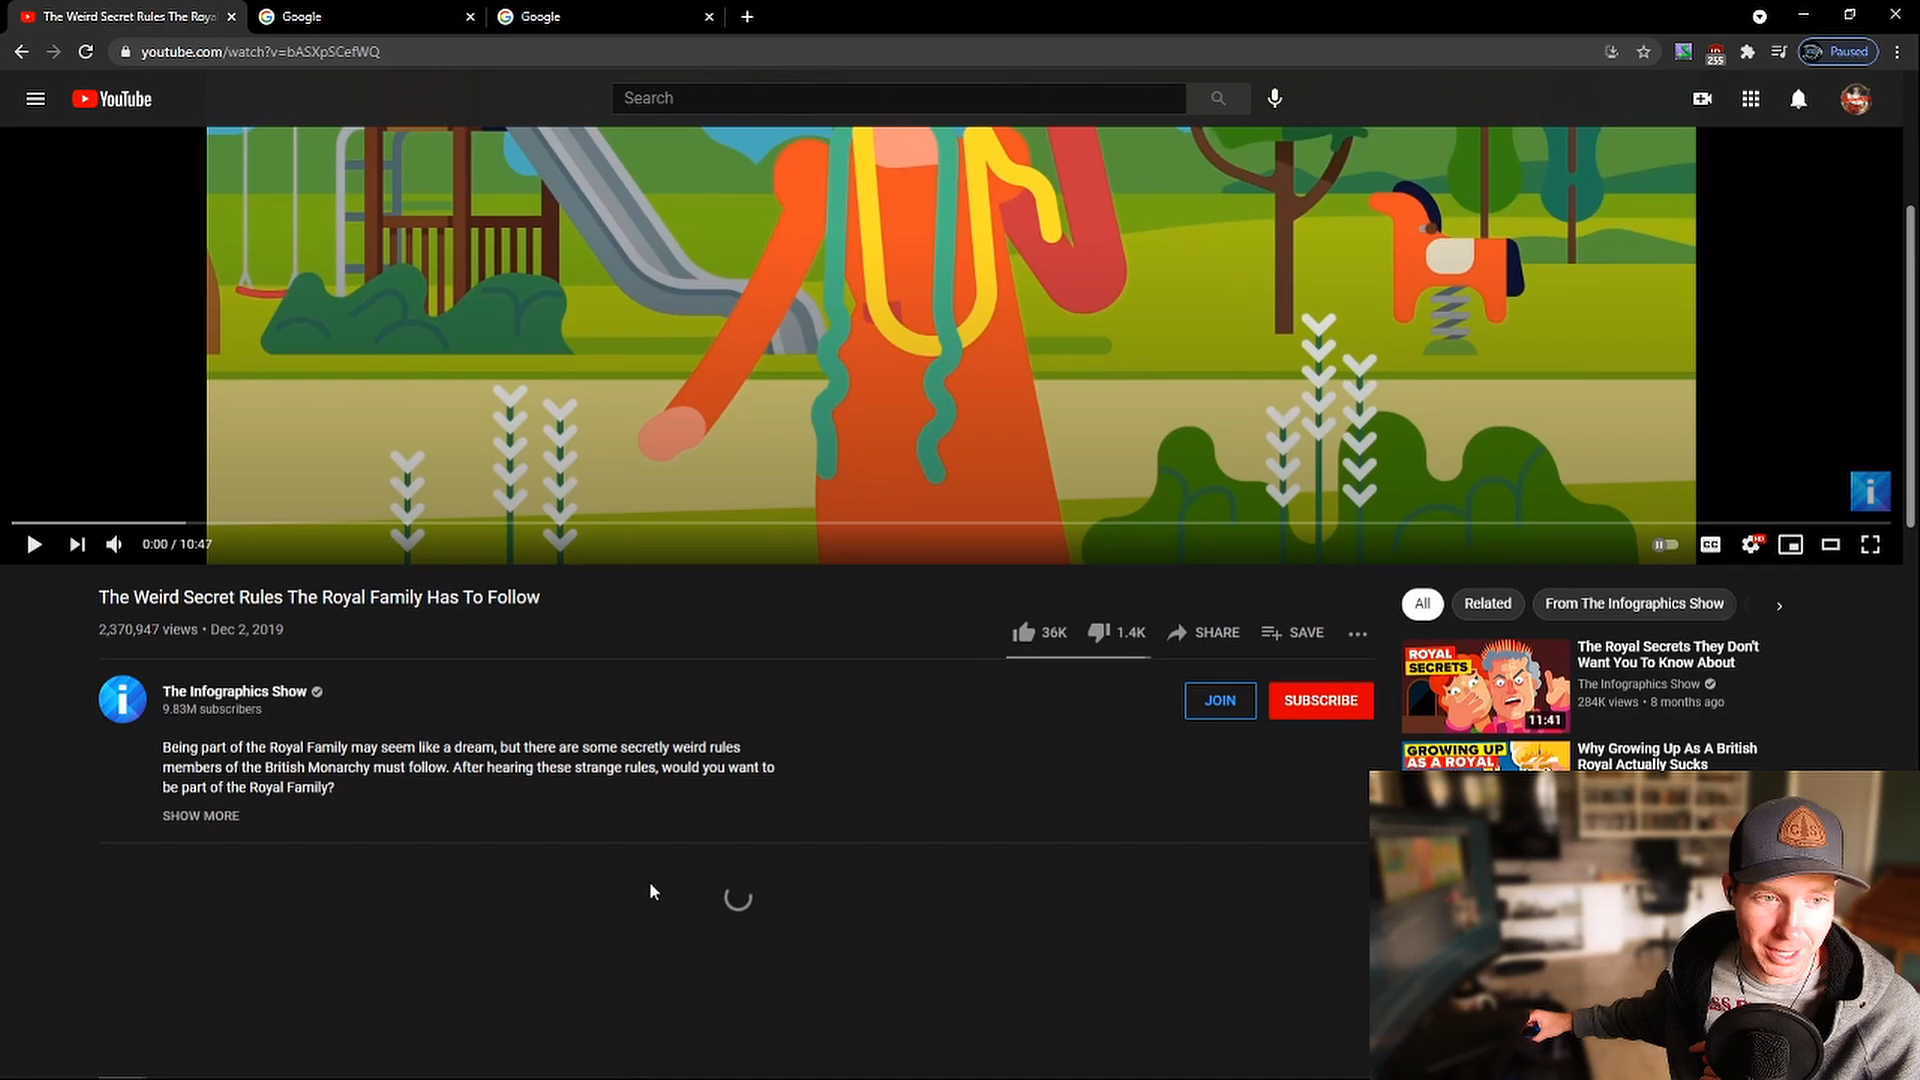 The Weird Secret Rules The Roya
Google
Google
youtube.com/watch?v=bASXpSCefWQ
255
Paused
YouTube
Search
0:00 / 10:47
CC
HD
The Weird Secret Rules The Royal Family Has To Follow
2,370,947 views • Dec 2, 2019
36K
1.4K
SHARE
SAVE
The Infographics Show
9.83M subscribers
JOIN
SUBSCRIBE
Being part of the Royal Family may seem like a dream, but there are some secretly weird rules
members of the British Monarchy must follow. After hearing these strange rules, would you want to
be part of the Royal Family?
SHOW MORE
All
Related
From The Infographics Show
ROYAL
SECRETS
11:41
The Royal Secrets They Don't
Want You To Know About
The Infographics Show
284K views • 8 months ago
GROWING UP
AS A ROYAL
Why Growing Up As A British
Royal Actually Sucks